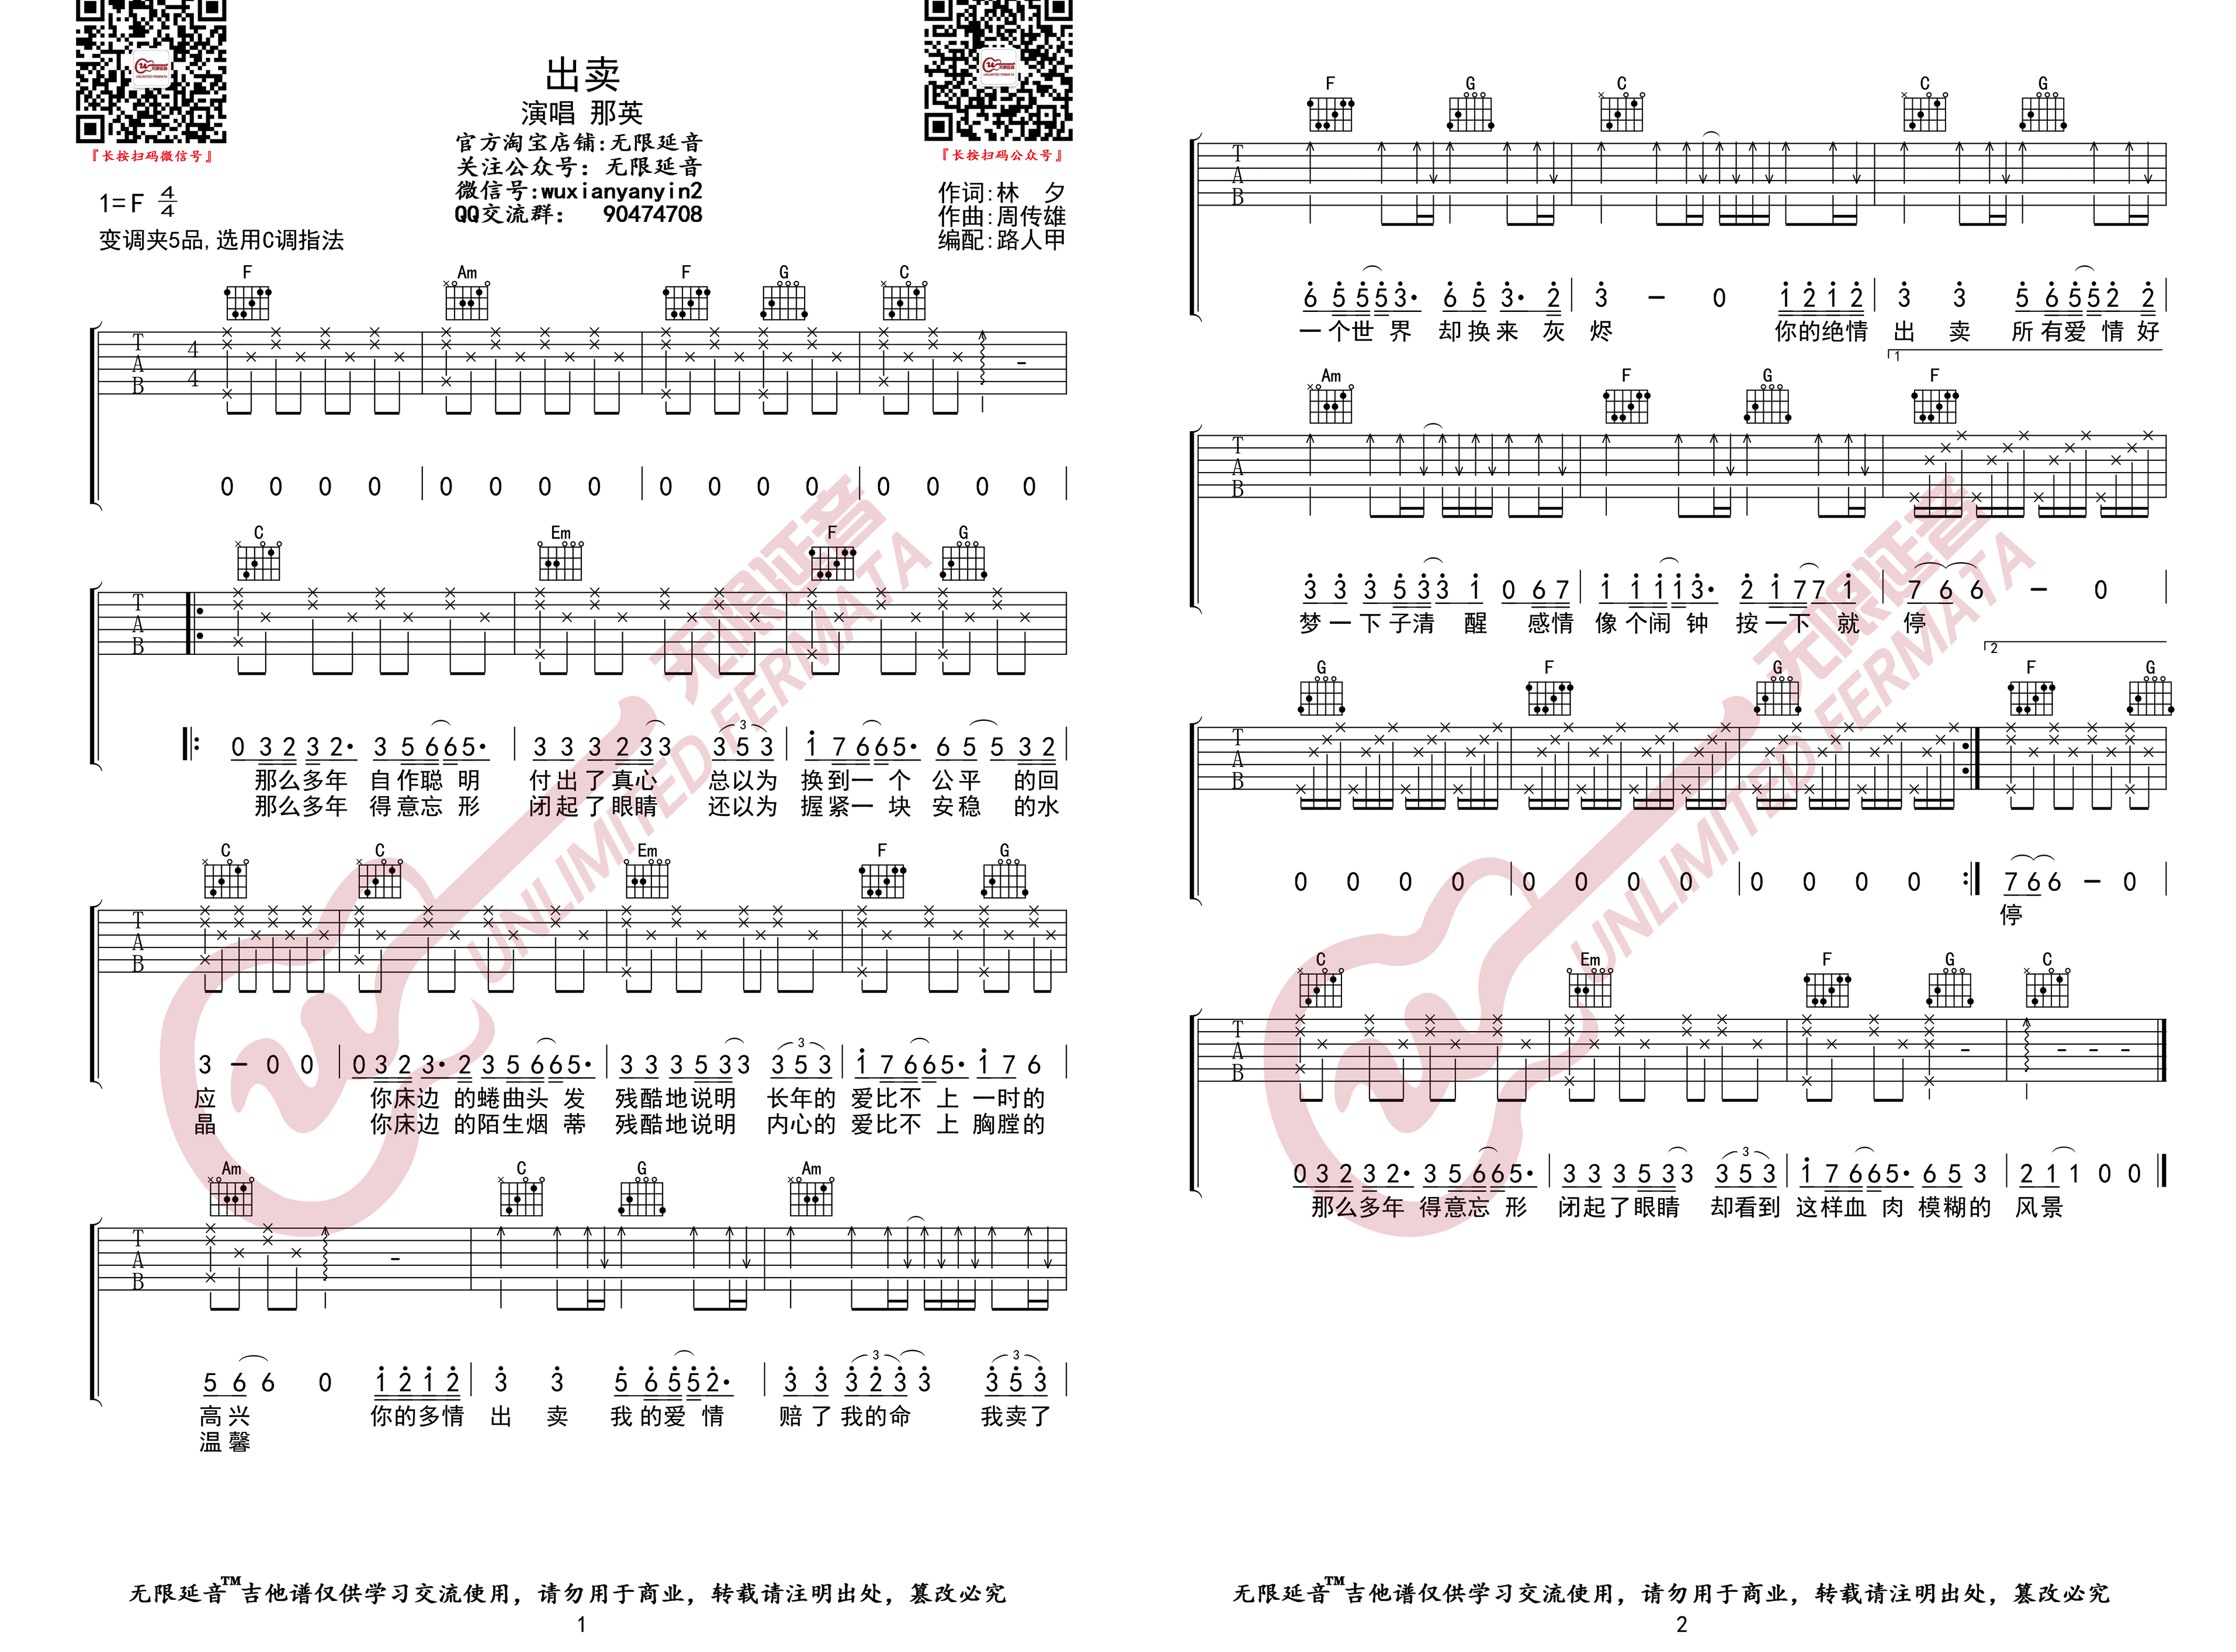 出卖
演唱 那英
官方淘宝店铺:无限延音
关注公众号: 无限延音
微信号:wuxianyanyin2
QQ交流群: 90474708
『长按扫码微信号』
『长按扫码公众号』
1=F 4/4
变调夹5品,选用C调指法
作词:林 夕
作曲:周传雄
编配:路人甲
F Am F G C
T A B 4 4
0 0 0 0 | 0 0 0 0 | 0 0 0 0 | 0 0 0 0
C Em F G
T A B
0 3 2 3 2· 3 5 6 6 5· | 3 3 3 2 3 3 3 5 3 | 1 7 6 6 5· 6 5 5 3 2
那么多年 自作聪 明 付出了真心 总以为 换到一 个 公平 的回
那么多年 得意忘 形 闭起了眼睛 还以为 握紧一 块 安稳 的水
C C Em F G
T A B
3 - 0 0 | 0 3 2 3· 2 3 5 6 6 5· | 3 3 3 5 3 3 3 5 3 | 1 7 6 6 5· 1 7 6
应 你床边 的蜷曲头 发 残酷地说明 长年的 爱比不 上 一时的
晶 你床边 的陌生烟 蒂 残酷地说明 内心的 爱比不 上 胸膛的
Am C G Am
T A B
5 6 6 0 1 2 1 2 | 3 3 5 6 5 5 2· | 3 3 3 2 3 3 3 5 3
高兴 你的多情 出 卖 我的爱 情 赔了我的命 我卖了
温馨
无限延音™吉他谱仅供学习交流使用，请勿用于商业，转载请注明出处，篡改必究
1
F G C C G
T A B
6 5 5 5 3· 6 5 3· 2 | 3 - 0 1 2 1 2 | 3 3 5 6 5 5 2 2
一个世 界 却换来 灰 烬 你的绝情 出 卖 所有爱 情 好
1
Am F G F
T A B
3 3 3 5 3 3 1 0 6 7 | 1 1 1 1 3· 2 1 7 7 1 | 7 6 6 - 0
梦一下子清 醒 感情 像个闹 钟 按一下 就 停
2
G F G F G
T A B
0 0 0 0 | 0 0 0 0 | 0 0 0 0 7 6 6 - 0
停
C Em F G C
T A B
0 3 2 3 2· 3 5 6 6 5· | 3 3 3 5 3 3 3 5 3 | 1 7 6 6 5· 6 5 3 | 2 1 1 0 0
那么多年 得意忘 形 闭起了眼睛 却看到 这样血 肉 模糊的 风景
无限延音™吉他谱仅供学习交流使用，请勿用于商业，转载请注明出处，篡改必究
2
无限延音
UNLIMITED FERMATA
无限延音
UNLIMITED FERMATA